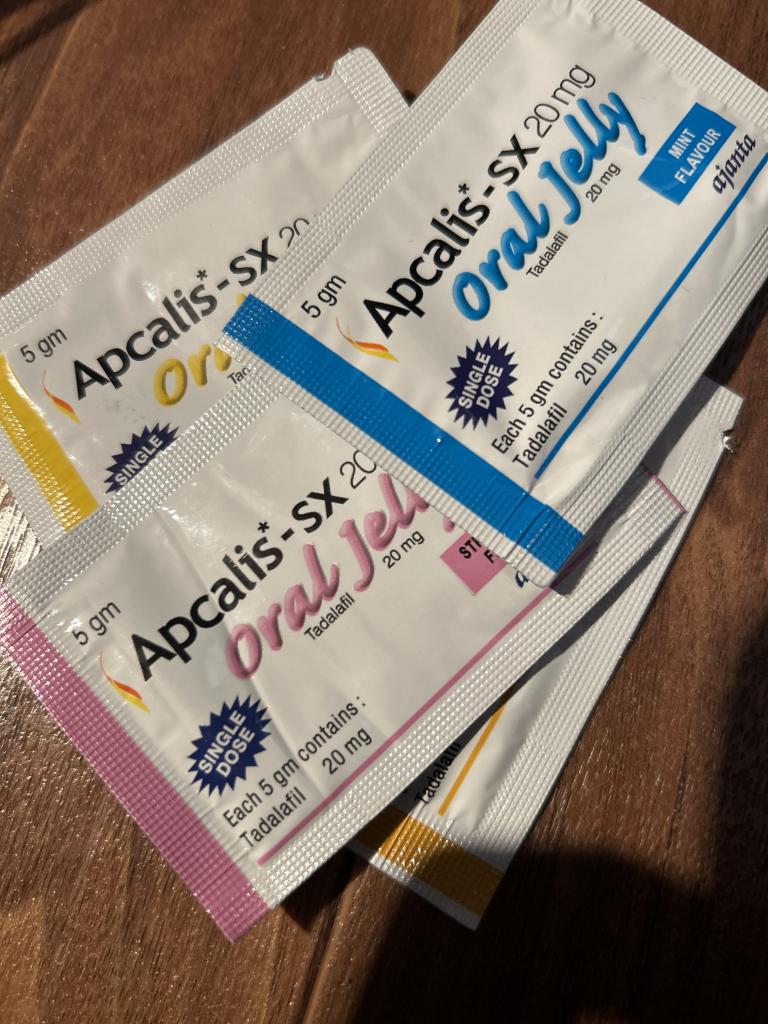 Apcalis*-SX 20 mg
Oral Jelly
Tadalafil 20 mg
MINT
FLAVOUR
ajanta
5 gm
SINGLE
DOSE
Each 5 gm contains :
Tadalafil 20 mg
5 gm
Apcalis*-SX 20
SINGLE
5 gm
Apcalis*-SX 20
Oral Jel
Tadalafil 20 mg
SINGLE
DOSE
Each 5 gm contains :
Tadalafil 20 mg